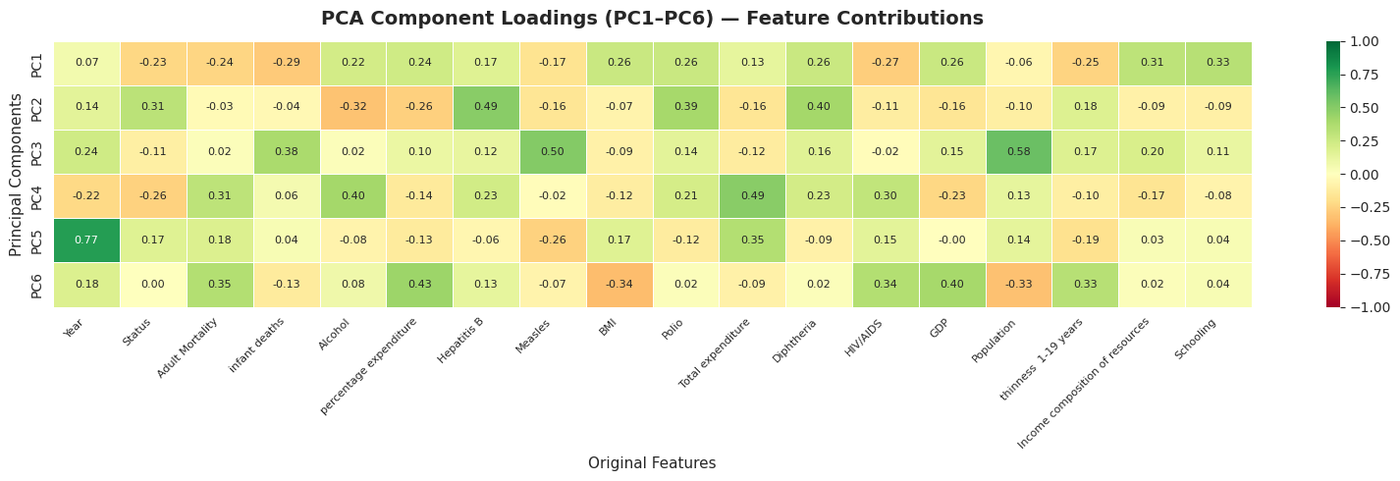 PCA Component Loadings (PC1–PC6) — Feature Contributions
Principal Components
PC1 0.07 -0.23 -0.24 -0.29 0.22 0.24 0.17 -0.17 0.26 0.26 0.13 0.26 -0.27 0.26 -0.06 -0.25 0.31 0.33
PC2 0.14 0.31 -0.03 -0.04 -0.32 -0.26 0.49 -0.16 -0.07 0.39 -0.16 0.40 -0.11 -0.16 -0.10 0.18 -0.09 -0.09
PC3 0.24 -0.11 0.02 0.38 0.02 0.10 0.12 0.50 -0.09 0.14 -0.12 0.16 -0.02 0.15 0.58 0.17 0.20 0.11
PC4 -0.22 -0.26 0.31 0.06 0.40 -0.14 0.23 -0.02 -0.12 0.21 0.49 0.23 0.30 -0.23 0.13 -0.10 -0.17 -0.08
PC5 0.77 0.17 0.18 0.04 -0.08 -0.13 -0.06 -0.26 0.17 -0.12 0.35 -0.09 0.15 -0.00 0.14 -0.19 0.03 0.04
PC6 0.18 0.00 0.35 -0.13 0.08 0.43 0.13 -0.07 -0.34 0.02 -0.09 0.02 0.34 0.40 -0.33 0.33 0.02 0.04
Year
Status
Adult Mortality
infant deaths
Alcohol
percentage expenditure
Hepatitis B
Measles
BMI
Polio
Total expenditure
Diphtheria
HIV/AIDS
GDP
Population
thinness  1-19 years
Income composition of resources
Schooling
Original Features
1.00
0.75
0.50
0.25
0.00
−0.25
−0.50
−0.75
−1.00